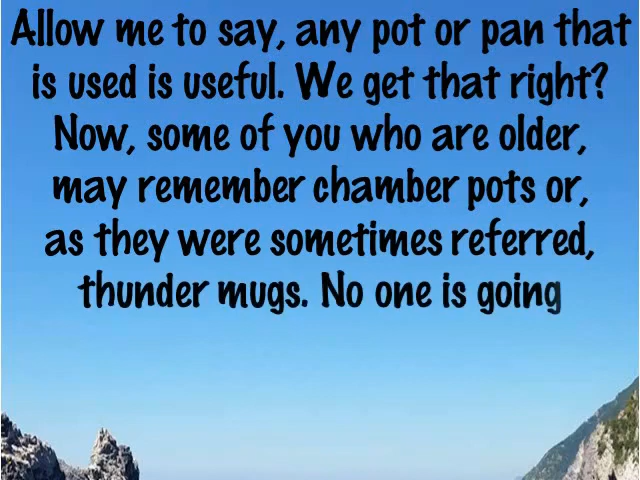 Allow me to say, any pot or pan that
is used is useful. We get that right?
Now, some of you who are older,
may remember chamber pots or,
as they were sometimes referred,
thunder mugs. No one is going